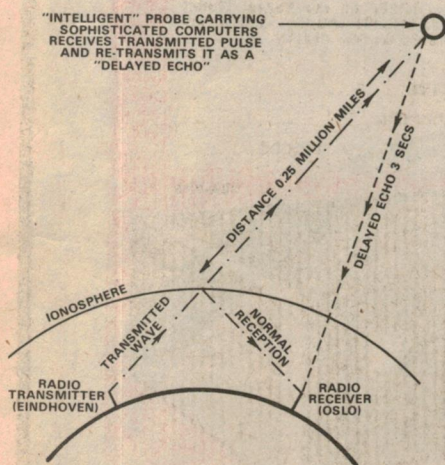 "INTELLIGENT" PROBE CARRYING
SOPHISTICATED COMPUTERS
RECEIVES TRANSMITTED PULSE
AND RE-TRANSMITS IT AS A
"DELAYED ECHO"
DISTANCE 0.25 MILLION MILES
DELAYED ECHO 3 SECS
IONOSPHERE
TRANSMITTED
WAVE
NORMAL
RECEPTION
RADIO
TRANSMITTER
(EINDHOVEN)
RADIO
RECEIVER
(OSLO)